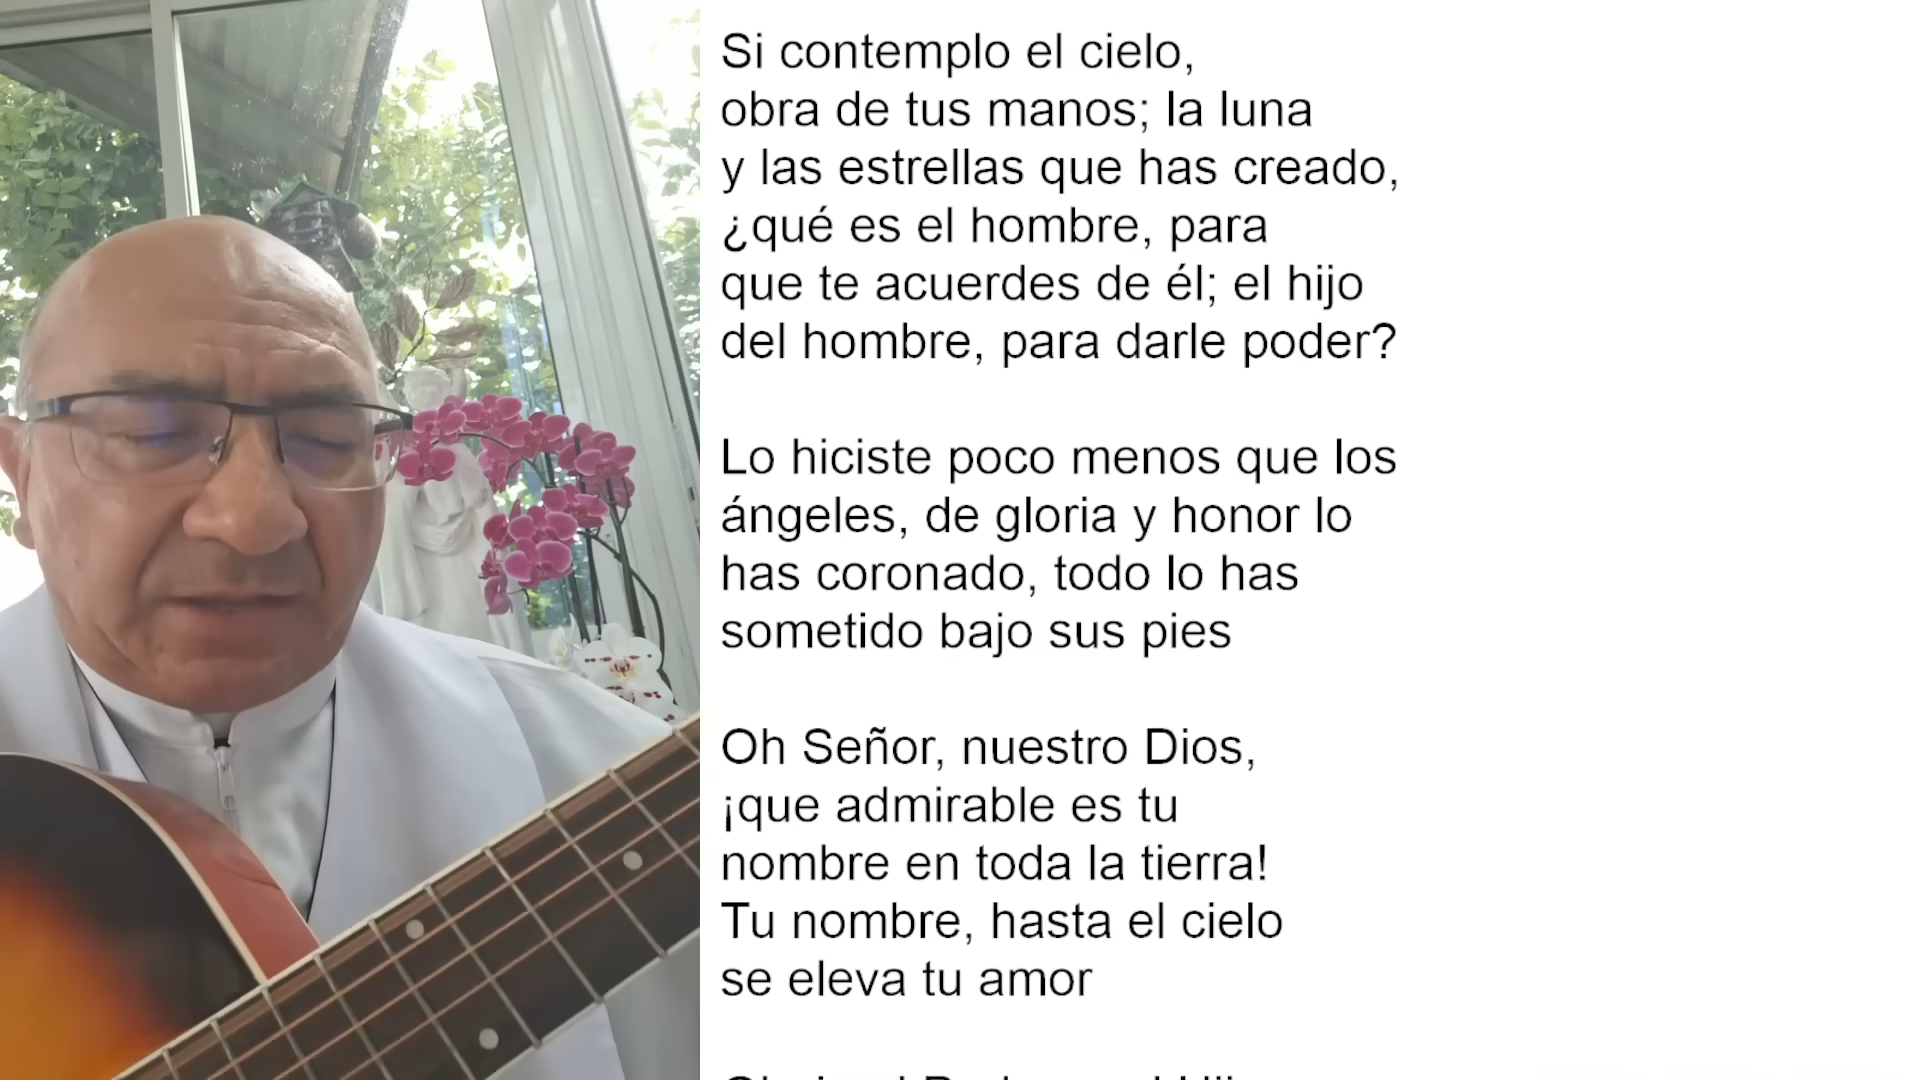 Si contemplo el cielo,
obra de tus manos; la luna
y las estrellas que has creado,
¿qué es el hombre, para
que te acuerdes de él; el hijo
del hombre, para darle poder?
Lo hiciste poco menos que los
ángeles, de gloria y honor lo
has coronado, todo lo has
sometido bajo sus pies
Oh Señor, nuestro Dios,
¡que admirable es tu
nombre en toda la tierra!
Tu nombre, hasta el cielo
se eleva tu amor